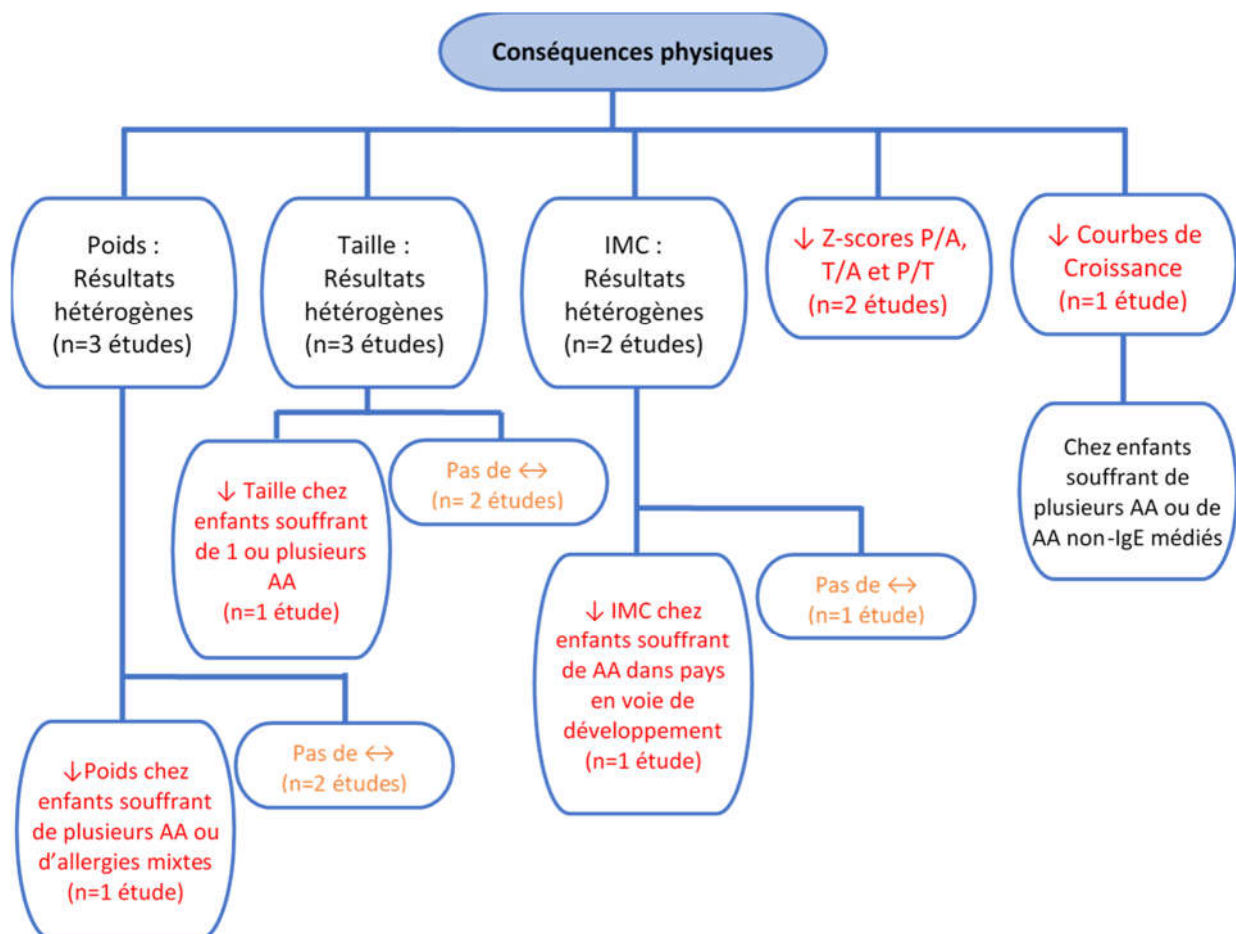 Conséquences physiques
Poids :
Résultats
hétérogènes
(n=3 études)
Taille :
Résultats
hétérogènes
(n=3 études)
IMC :
Résultats
hétérogènes
(n=2 études)
↓ Z-scores P/A,
T/A et P/T
(n=2 études)
↓ Courbes de
Croissance
(n=1 étude)
↓ Taille chez
enfants souffrant
de 1 ou plusieurs
AA
(n=1 étude)
Pas de ↔
(n= 2 études)
Chez enfants
souffrant de
plusieurs AA ou de
AA non-IgE médiés
↓ IMC chez
enfants souffrant
de AA dans pays
en voie de
développement
(n=1 étude)
Pas de ↔
(n=1 étude)
↓Poids chez
enfants souffrant
de plusieurs AA ou
d’allergies mixtes
(n=1 étude)
Pas de ↔
(n=2 études)